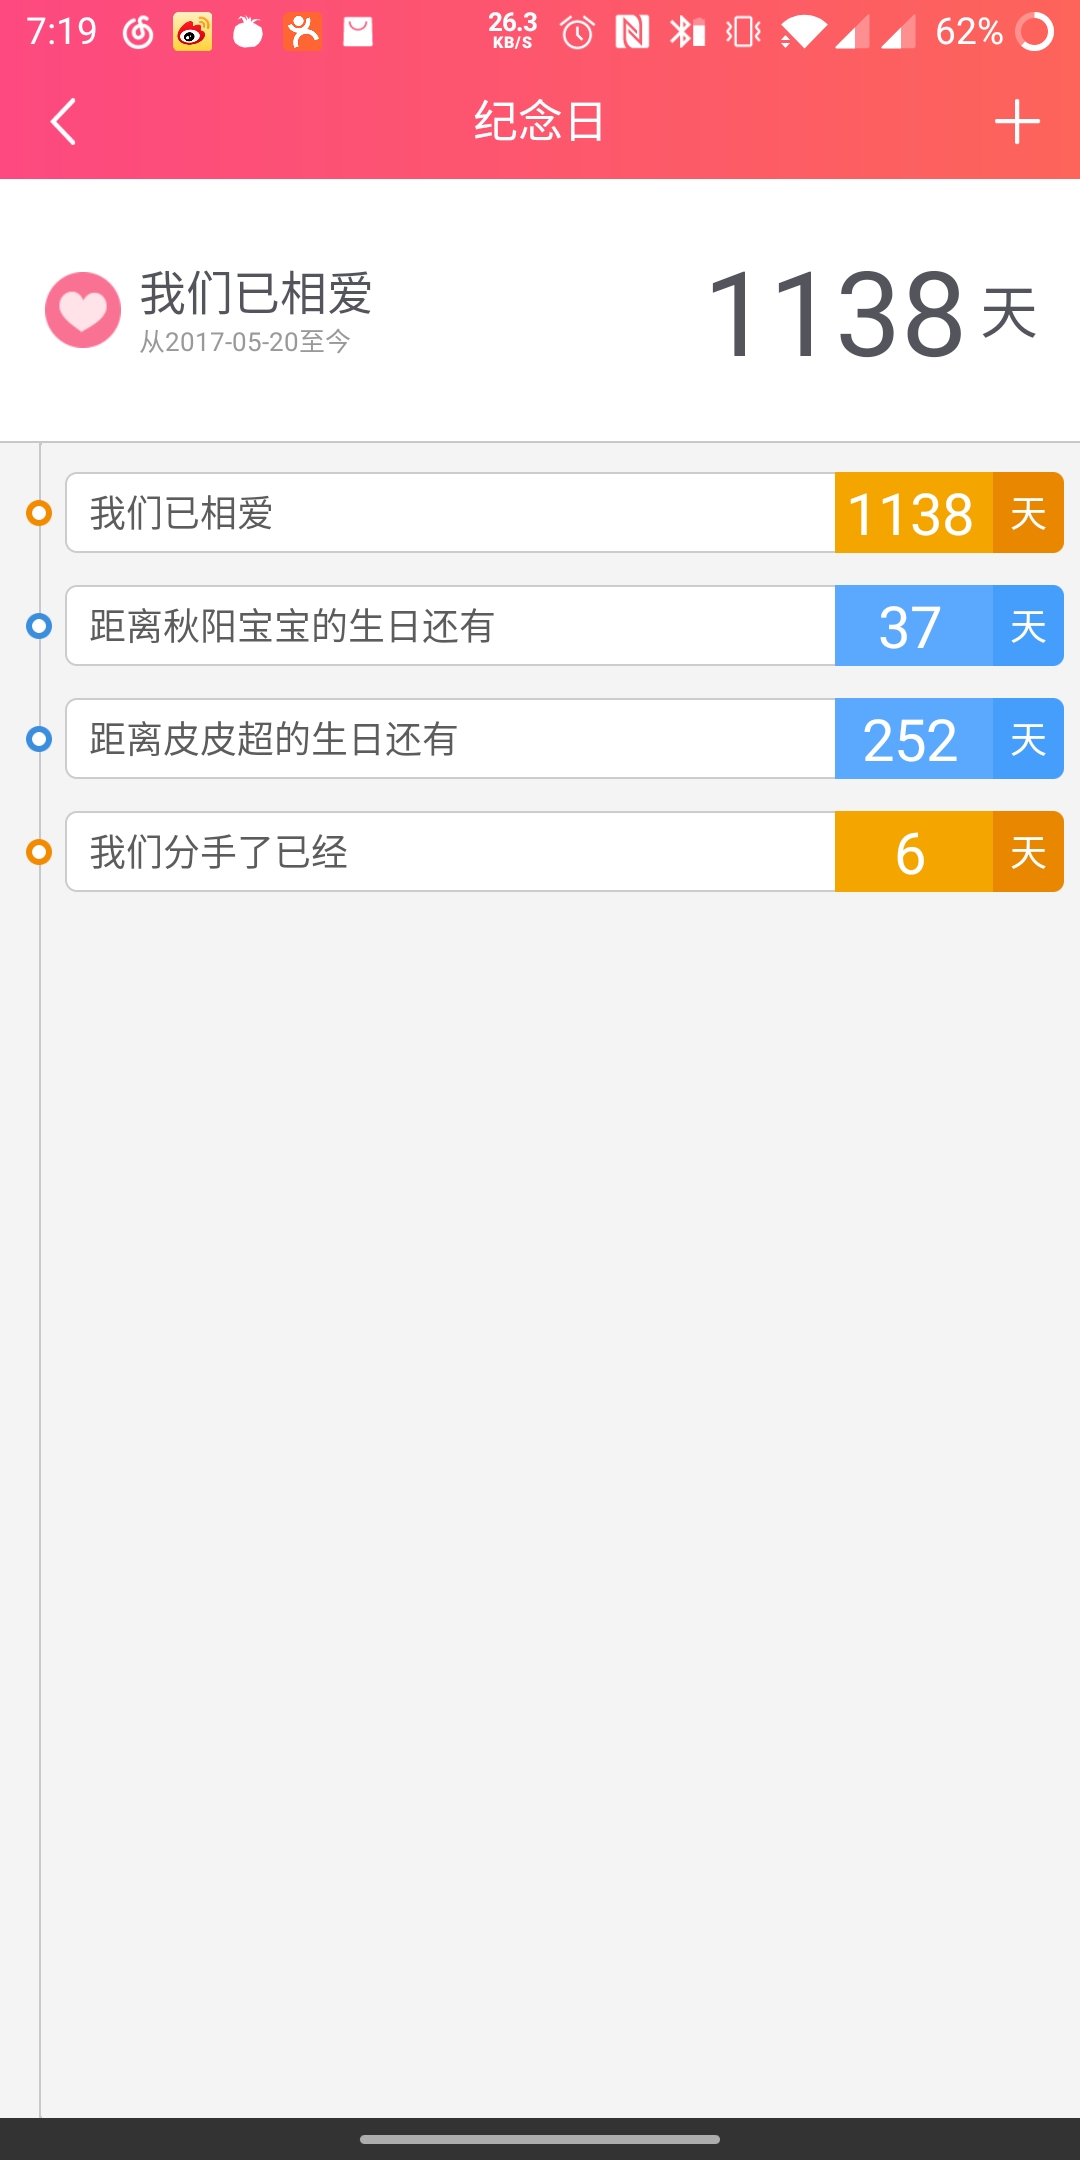 7:19
26.3
KB/S
62%
纪念日
我们已相爱
从2017-05-20至今
1138 天
我们已相爱 1138 天
距离秋阳宝宝的生日还有 37 天
距离皮皮超的生日还有 252 天
我们分手了已经 6 天